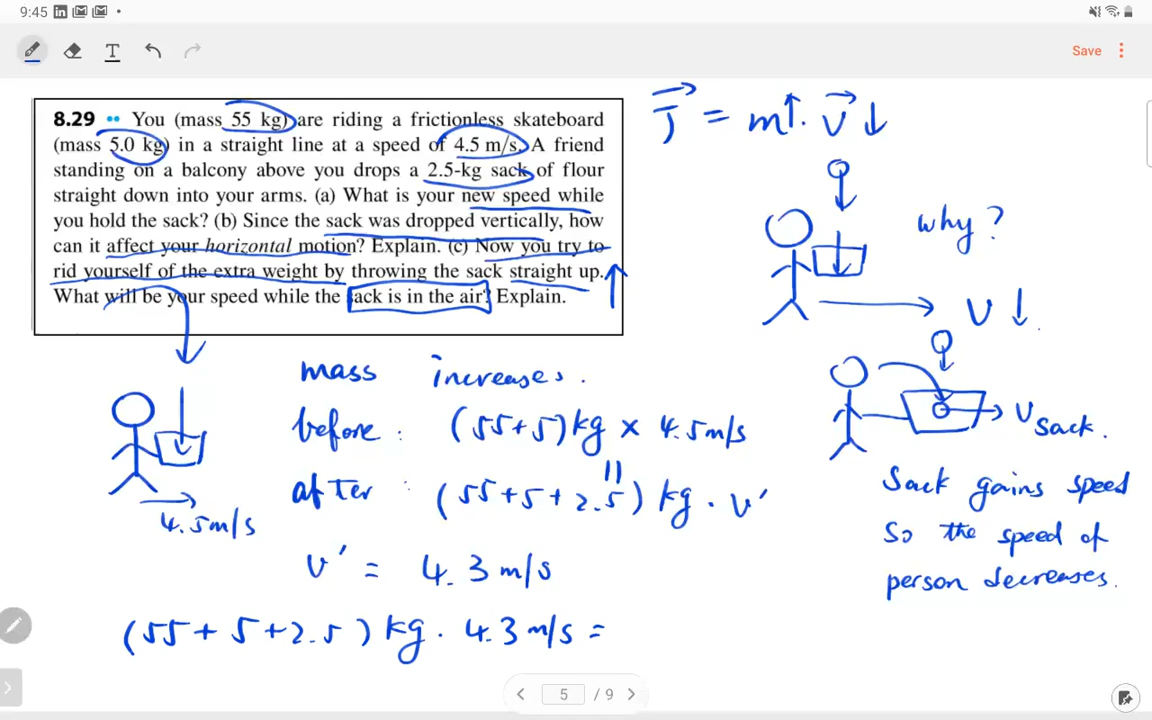 9:45
Save
8.29 •• You (mass 55 kg) are riding a frictionless skateboard
(mass 5.0 kg) in a straight line at a speed of 4.5 m/s. A friend
standing on a balcony above you drops a 2.5-kg sack of flour
straight down into your arms. (a) What is your new speed while
you hold the sack? (b) Since the sack was dropped vertically, how
can it affect your horizontal motion? Explain. (c) Now you try to
rid yourself of the extra weight by throwing the sack straight up.
What will be your speed while the sack is in the air? Explain.
J = m↑. V↓
why?
V ↓.
mass increases.
before: (55+5)kg × 4.5m/s
=
after: (55+5+2.5) kg . v'
4.5m/s
v' = 4.3 m/s
(55+5+2.5) kg. 4.3 m/s =
V sack.
Sack gains speed
So the speed of
person decreases.
5 / 9